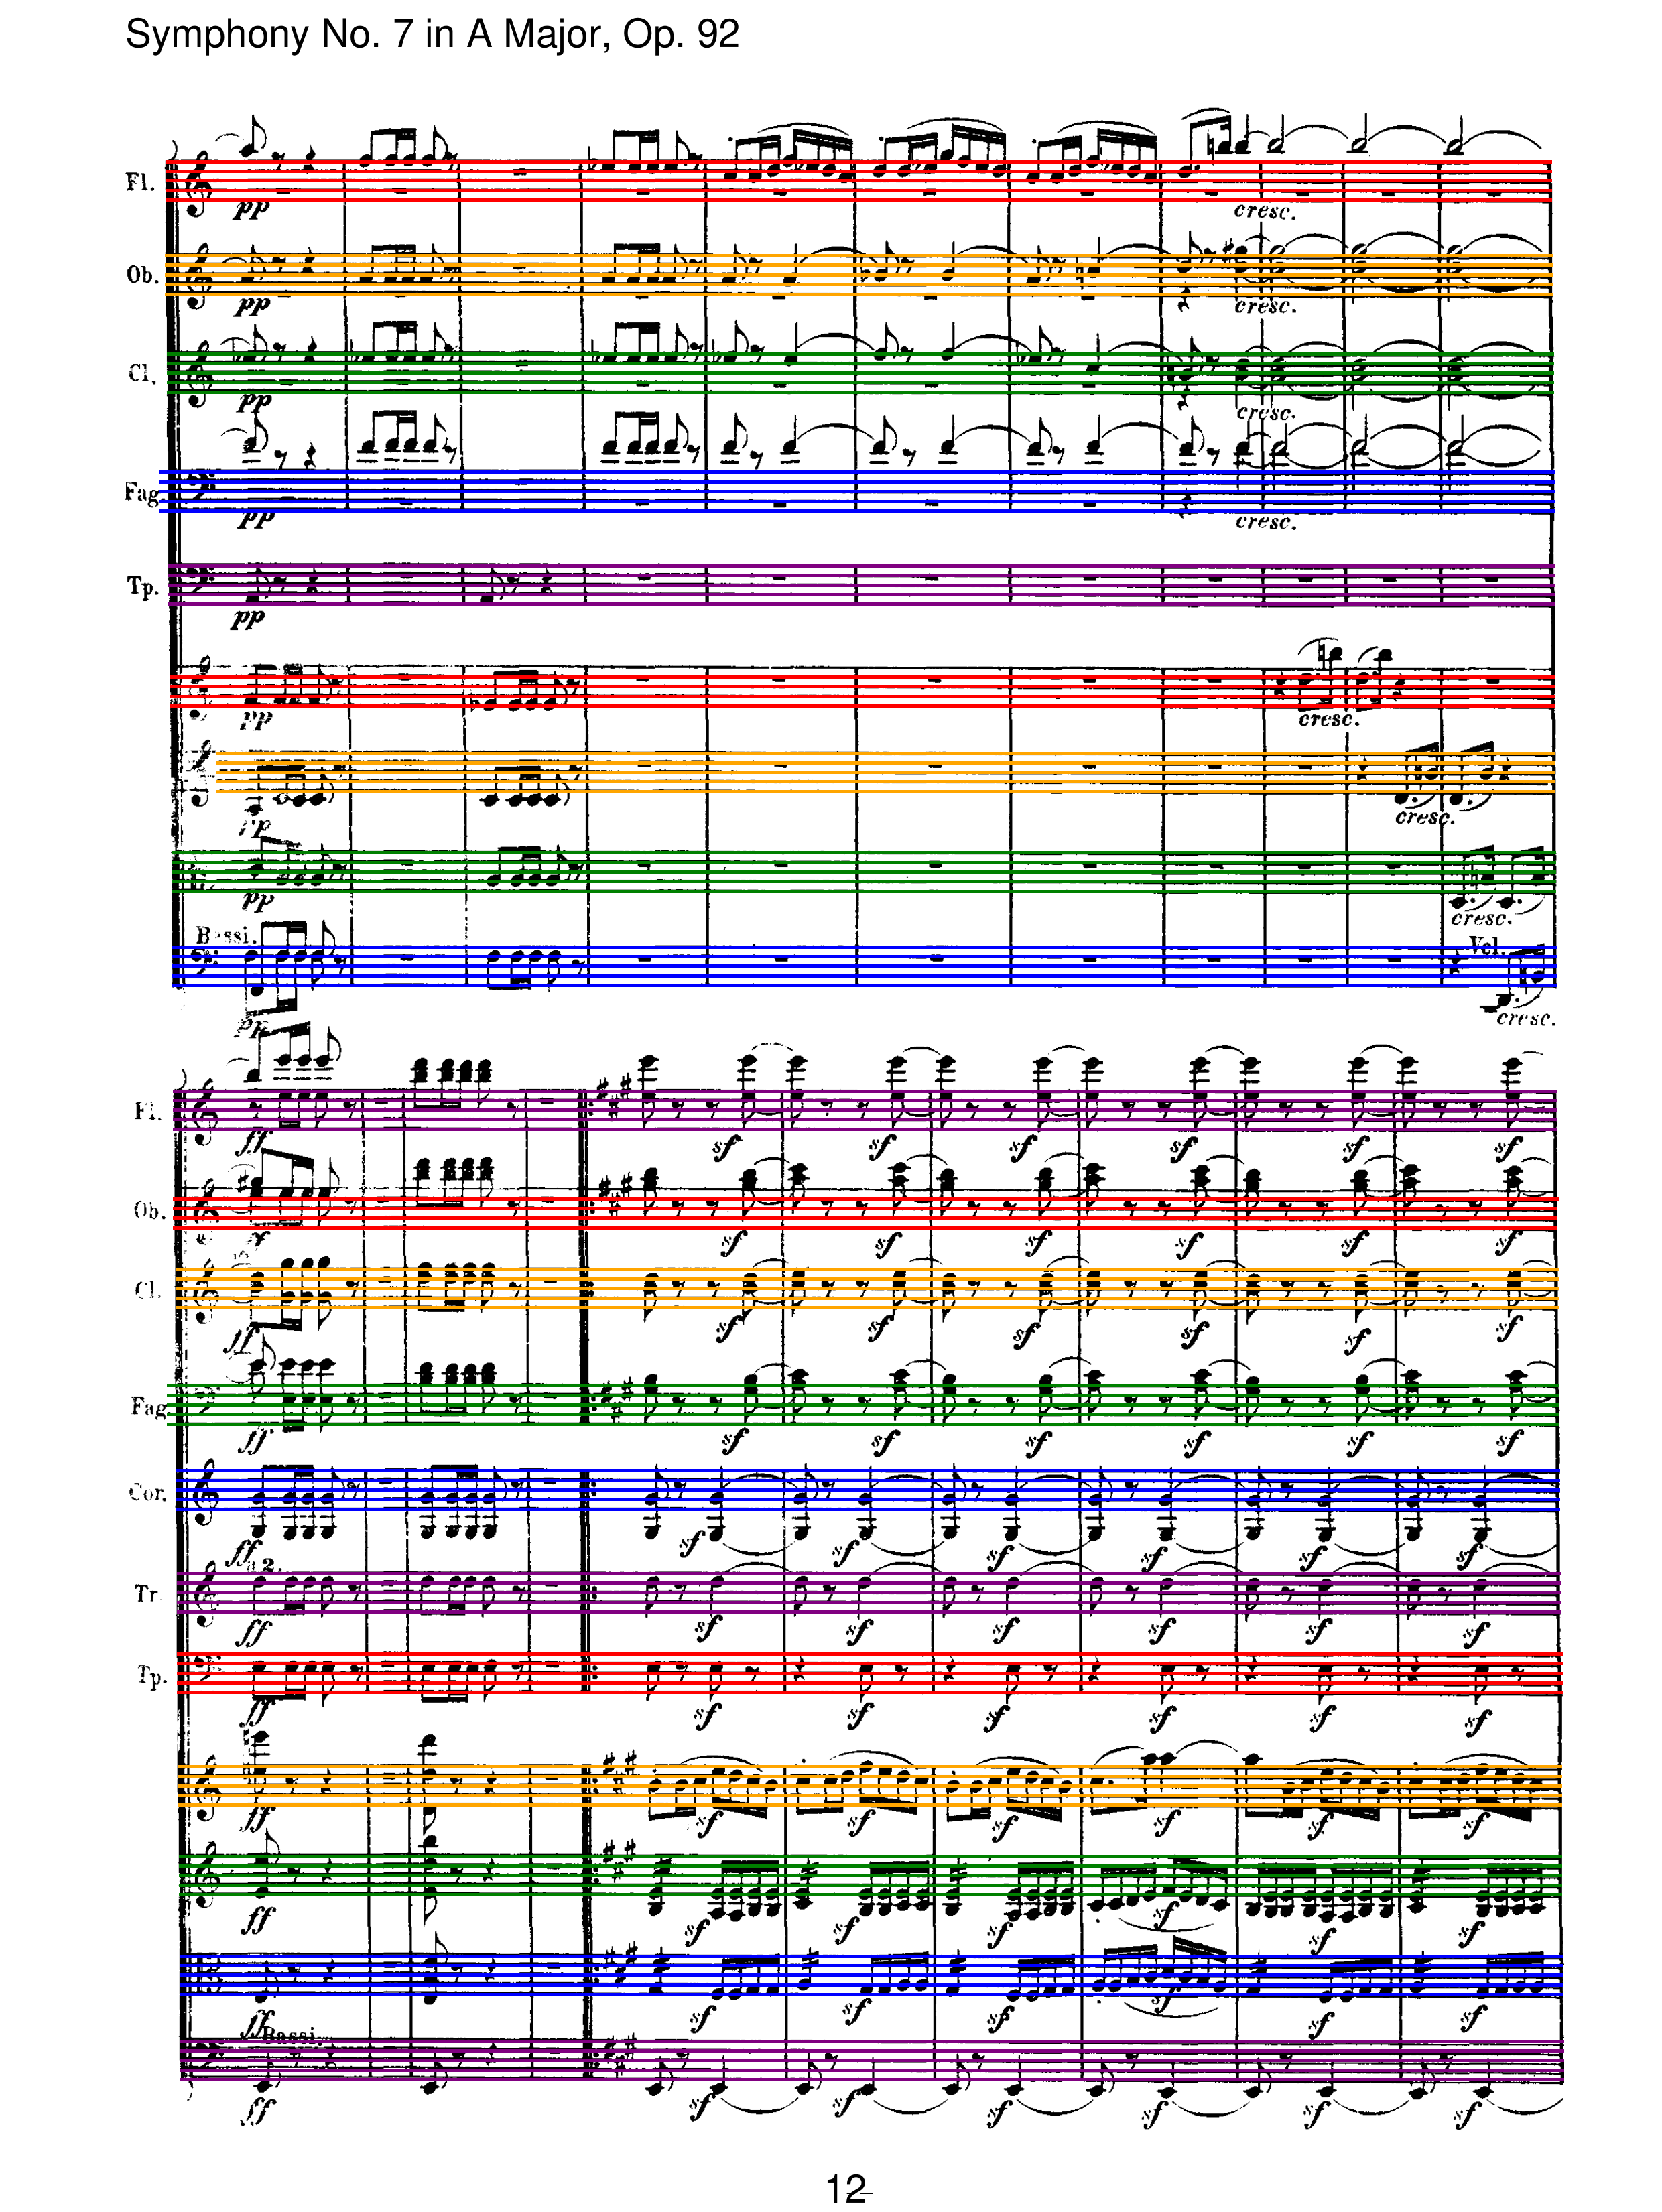 Symphony No. 7 in A Major, Op. 92
Fl.
pp
cresc.
Ob.
pp
cresc.
Cl.
pp
cresc.
Fag.
pp
cresc.
Tp.
pp
pp
cresc.
pp
cresc.
pp
cresc.
Bassi.
Vcl.
pp
cresc.
Fl.
ff sf sf sf sf sf sf
Ob.
ff sf sf sf sf sf sf
Cl.
ff sf sf sf sf sf sf
Fag
ff sf sf sf sf sf sf
Cor.
ff sf sf sf sf sf sf
a 2.
Tr.
ff sf sf sf sf sf sf
Tp.
ff sf sf sf sf sf sf
ff sf sf sf sf sf sf
ff sf sf sf sf sf sf
ff sf sf sf sf sf sf
Bassi.
ff sf sf sf sf sf sf
12